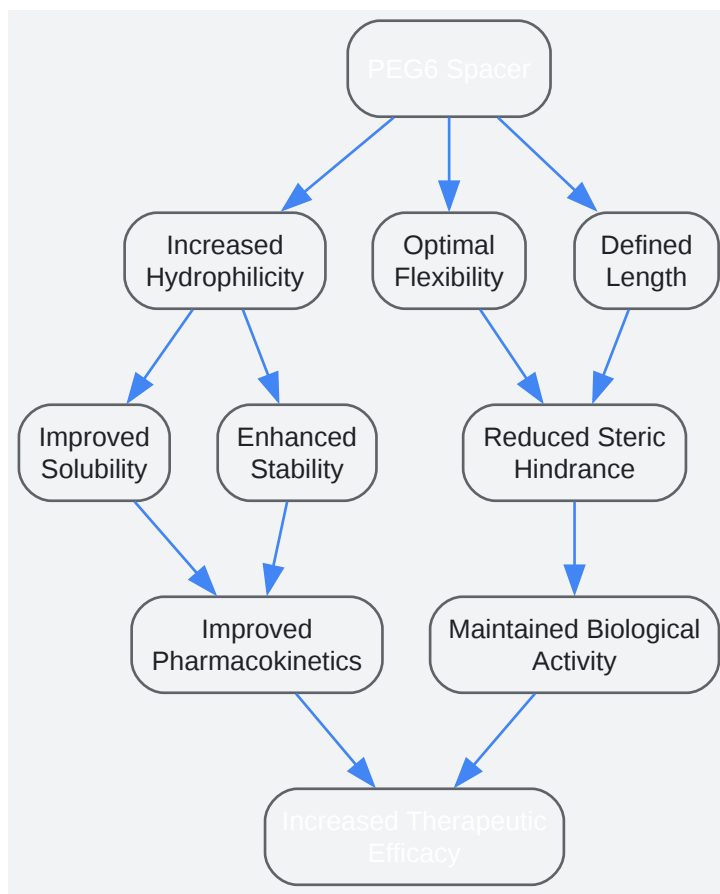 PEG6 Spacer
Increased
Hydrophilicity
Optimal
Flexibility
Defined
Length
Improved
Solubility
Enhanced
Stability
Reduced Steric
Hindrance
Improved
Pharmacokinetics
Maintained Biological
Activity
Increased Therapeutic
Efficacy